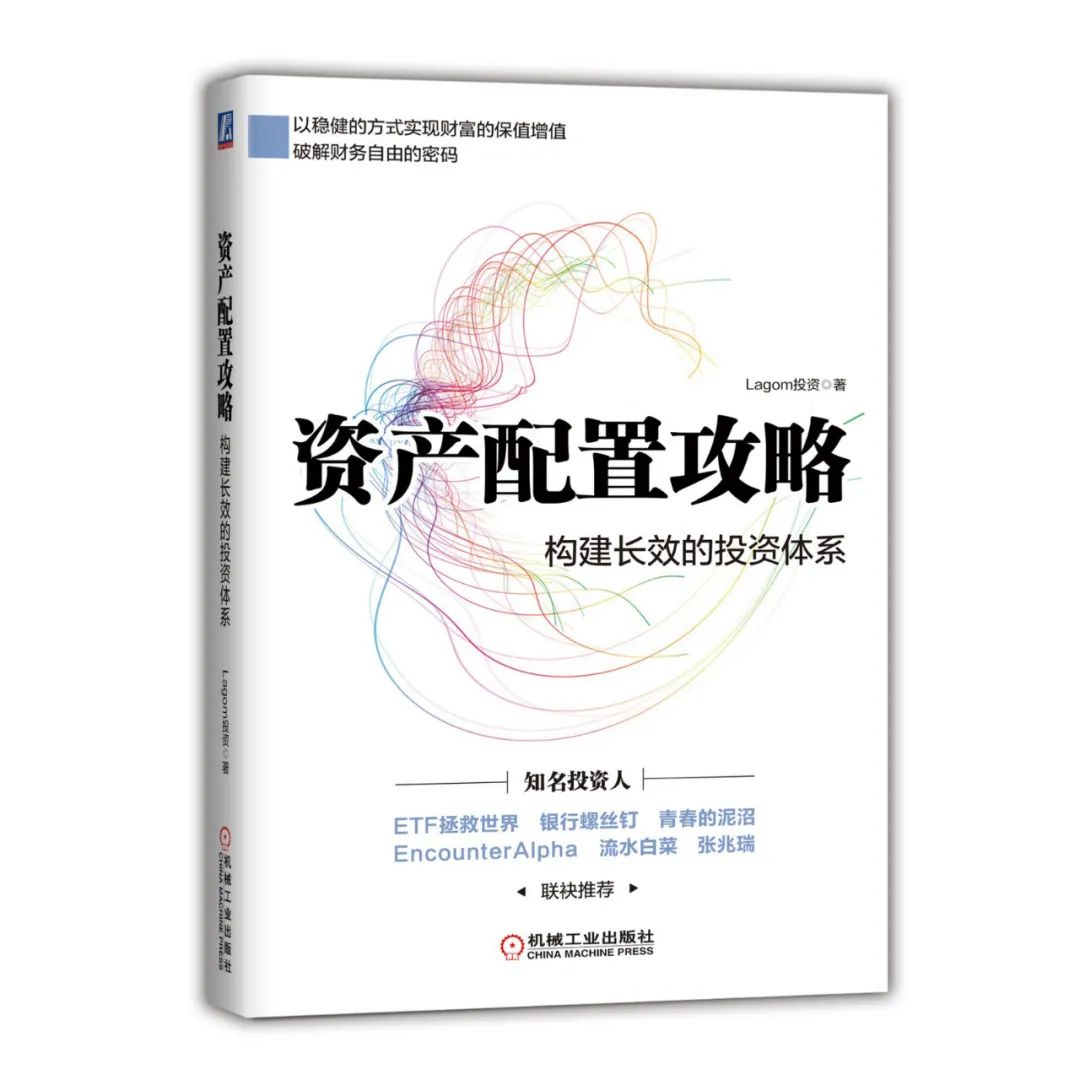 以稳健的方式实现财富的保值增值
破解财务自由的密码
Lagom投资◎著
资产配置攻略
构建长效的投资体系
知名投资人
ETF拯救世界 银行螺丝钉 青春的泥沼
EncounterAlpha 流水白菜 张兆瑞
联袂推荐
机械工业出版社
CHINA MACHINE PRESS
资产配置攻略
构建长效的投资体系
Lagom投资◎著
机械工业出版社
CHINA MACHINE PRESS